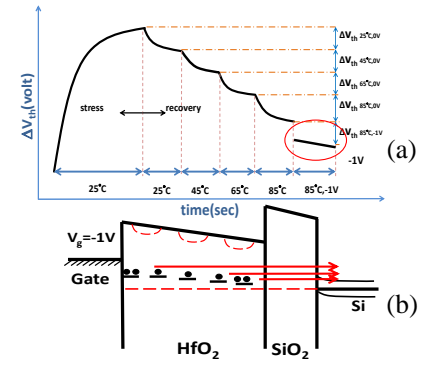 ΔVth(volt)
stress
recovery
ΔVth 25°C,0V
ΔVth 45°C,0V
ΔVth 65°C,0V
ΔVth 85°C,0V
ΔVth 85°C,-1V
-1V
(a)
25°C
25°C
45°C
65°C
85°C
85°C,-1V
time(sec)
Vg=-1V
Gate
Si
(b)
HfO2
SiO2